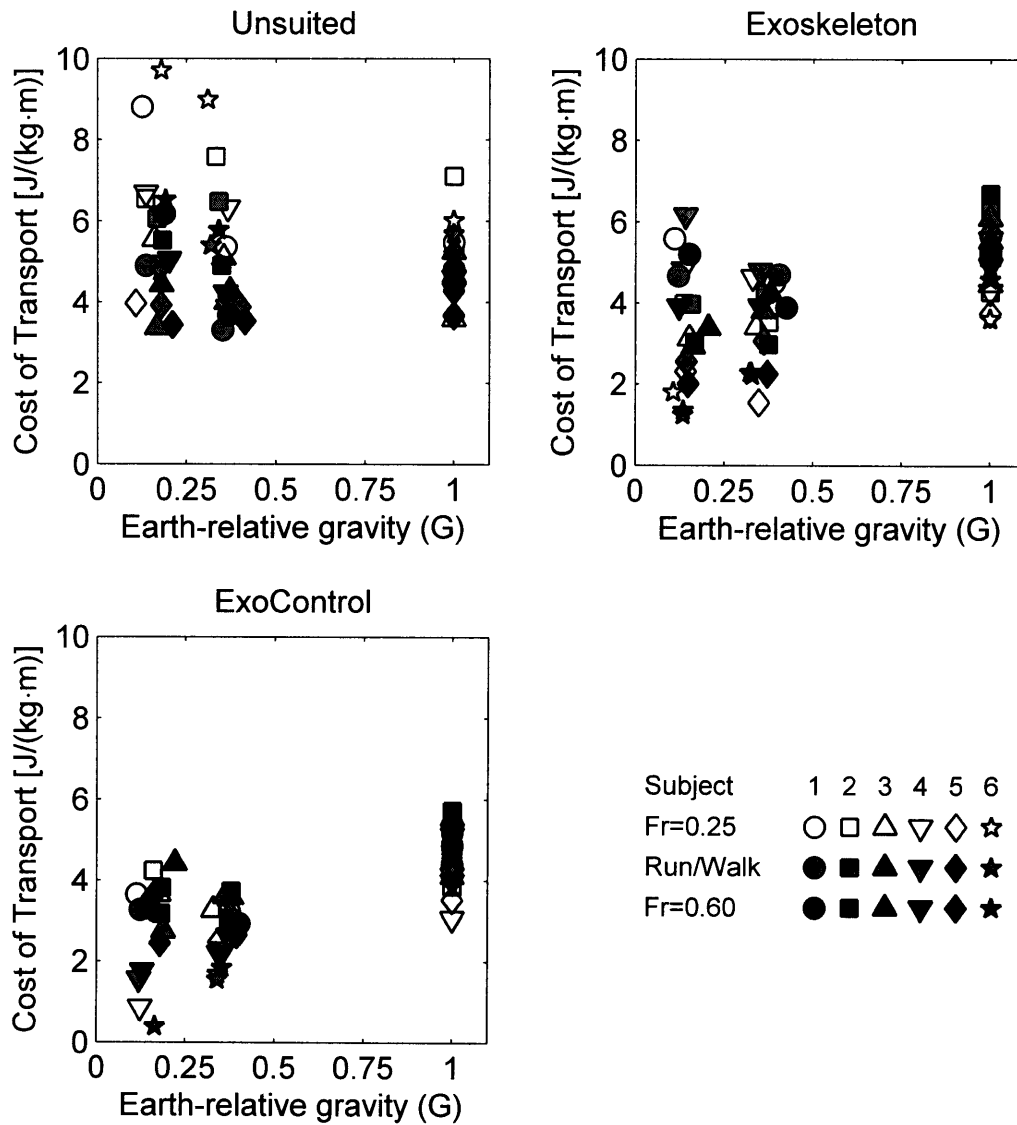 Unsuited
Cost of Transport [J/(kg·m)]
10
8
6
4
2
0
0 0.25 0.5 0.75 1
Earth-relative gravity (G)
Exoskeleton
Cost of Transport [J/(kg·m)]
10
8
6
4
2
0
0 0.25 0.5 0.75 1
Earth-relative gravity (G)
ExoControl
Cost of Transport [J/(kg·m)]
10
8
6
4
2
0
0 0.25 0.5 0.75 1
Earth-relative gravity (G)
Subject 1 2 3 4 5 6
Fr=0.25
Run/Walk
Fr=0.60